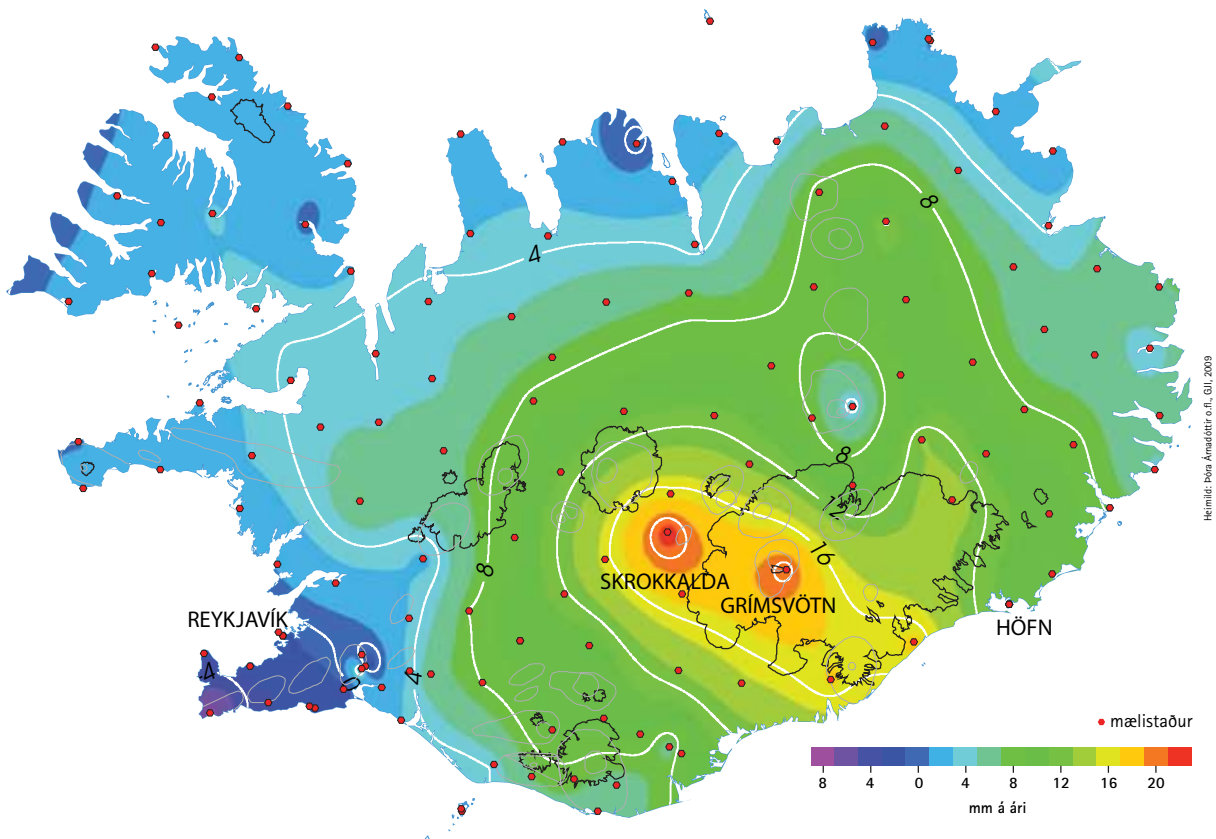 4
8
8
12
16
SKROKKALDA
GRÍMSVÖTN
8
REYKJAVÍK
HÖFN
4
0
4
mælistaður
8 4 0 4 8 12 16 20
mm á ári
Heimild: Þóra Árnadóttir o.fl., GJI, 2009